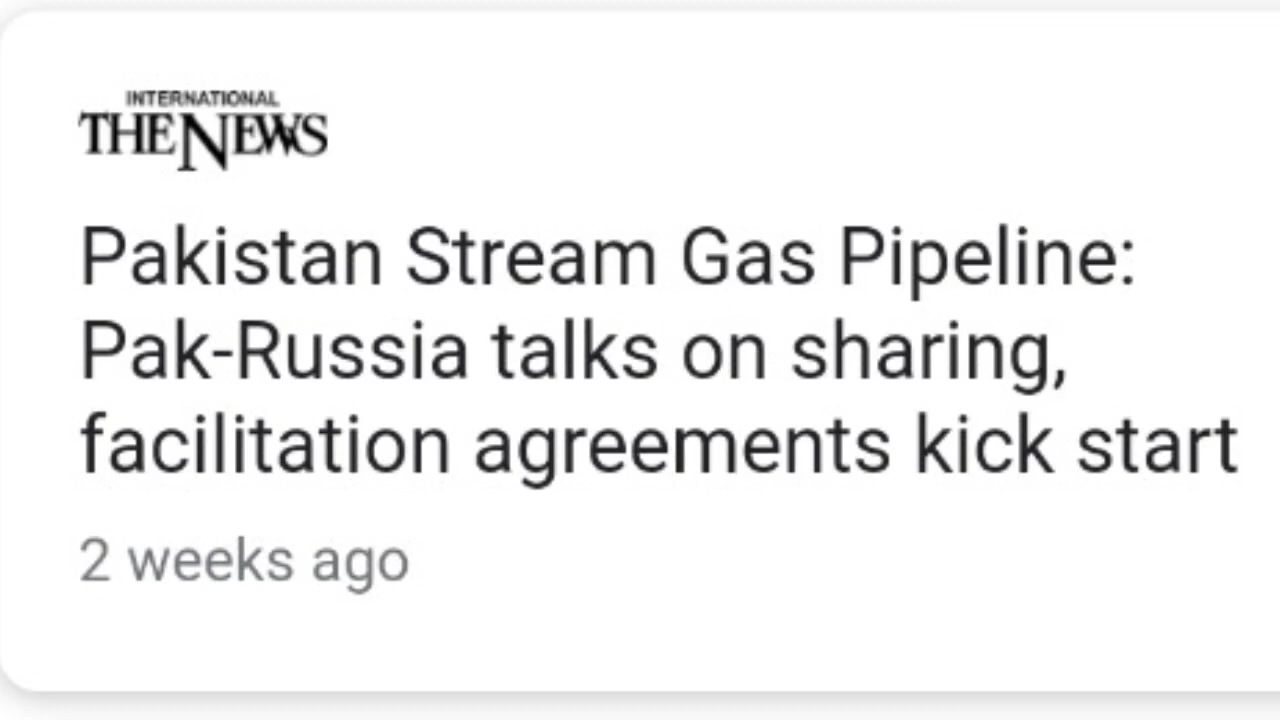 INTERNATIONAL
THE NEWS
Pakistan Stream Gas Pipeline:
Pak-Russia talks on sharing,
facilitation agreements kick start
2 weeks ago